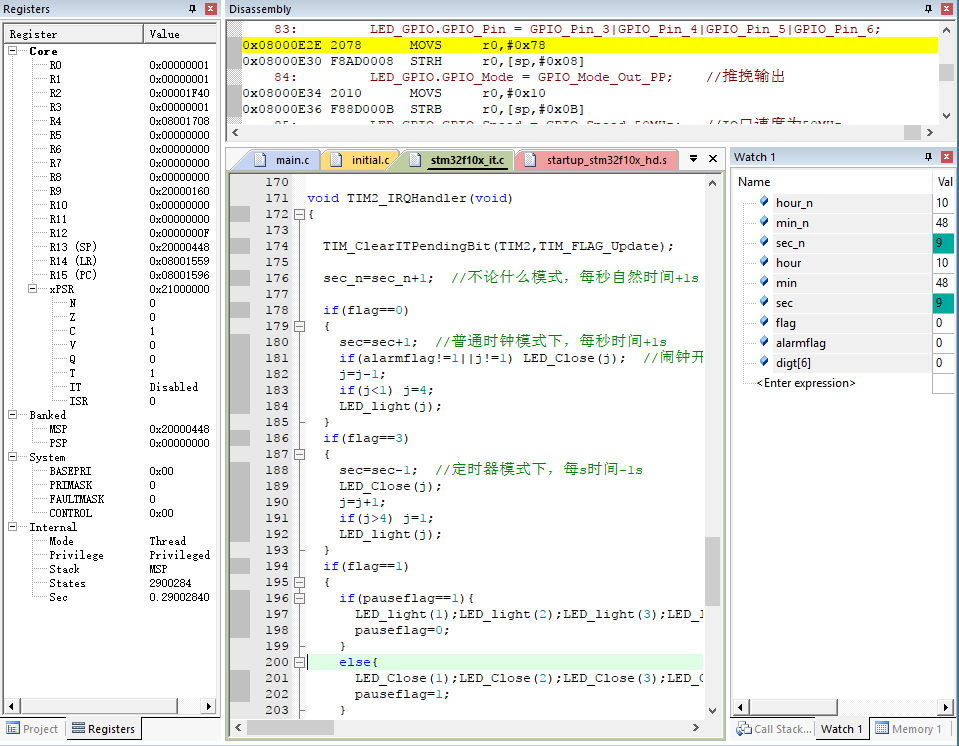 Registers
Register Value
Core
R0 0x00000001
R1 0x00000001
R2 0x00001F40
R3 0x00000001
R4 0x08001708
R5 0x00000000
R6 0x00000000
R7 0x00000000
R8 0x00000000
R9 0x20000160
R10 0x00000000
R11 0x00000000
R12 0x0000000F
R13 (SP) 0x20000448
R14 (LR) 0x08001559
R15 (PC) 0x08001596
xPSR 0x21000000
N 0
Z 0
C 1
V 0
Q 0
T 1
IT Disabled
ISR 0
Banked
MSP 0x20000448
PSP 0x00000000
System
BASEPRI 0x00
PRIMASK 0
FAULTMASK 0
CONTROL 0x00
Internal
Mode Thread
Privilege Privileged
Stack MSP
States 2900284
Sec 0.29002840
Project Registers
Disassembly
83: LED_GPIO.GPIO_Pin = GPIO_Pin_3|GPIO_Pin_4|GPIO_Pin_5|GPIO_Pin_6;
0x08000E2E 2078 MOVS r0,#0x78
0x08000E30 F8AD0008 STRH r0,[sp,#0x08]
84: LED_GPIO.GPIO_Mode = GPIO_Mode_Out_PP; //推挽输出
0x08000E34 2010 MOVS r0,#0x10
0x08000E36 F88D000B STRB r0,[sp,#0x0B]
85: LED_GPIO.GPIO_Speed = GPIO_Speed_50MHz; //IO口速度为50MHz
main.c initial.c stm32f10x_it.c startup_stm32f10x_hd.s
170
171 void TIM2_IRQHandler(void)
172 {
173
174 TIM_ClearITPendingBit(TIM2,TIM_FLAG_Update);
175
176 sec_n=sec_n+1; //不论什么模式，每秒自然时间+1s
177
178 if(flag==0)
179 {
180 sec=sec+1; //普通时钟模式下，每秒时间+1s
181 if(alarmflag!=1||j!=1) LED_Close(j); //闹钟开
182 j=j-1;
183 if(j<1) j=4;
184 LED_light(j);
185 }
186 if(flag==3)
187 {
188 sec=sec-1; //定时器模式下，每s时间-1s
189 LED_Close(j);
190 j=j+1;
191 if(j>4) j=1;
192 LED_light(j);
193 }
194 if(flag==1)
195 {
196 if(pauseflag==1){
197 LED_light(1);LED_light(2);LED_light(3);LED_l
198 pauseflag=0;
199 }
200 else{
201 LED_Close(1);LED_Close(2);LED_Close(3);LED_C
202 pauseflag=1;
203 }
Watch 1
Name Val
hour_n 10
min_n 48
sec_n 9
hour 10
min 48
sec 9
flag 0
alarmflag 0
digt[6] 0
<Enter expression>
Call Stack... Watch 1 Memory 1